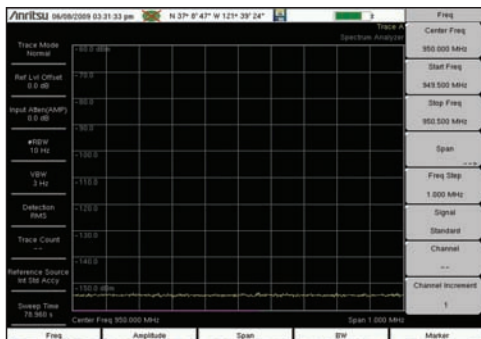 Anritsu 06/09/2009 03:31:33 pm N 37° 8' 47" W 121° 39' 24" Freq
Trace A
Spectrum Analyzer
Trace Mode
Normal
Ref Lvl Offset
0.0 dB
Input Atten(AMP)
0.0 dB
#RBW
10 Hz
VBW
3 Hz
Detection
RMS
Trace Count
--
Reference Source
Int Std Accy
Sweep Time
78.960 s
-60.0 dBm
-70.0
-80.0
-90.0
-100.0
-110.0
-120.0
-130.0
-140.0
-150.0 dBm
Center Freq 950.000 MHz Span 1.000 MHz
Center Freq
950.000 MHz
Start Freq
949.500 MHz
Stop Freq
950.500 MHz
Span
-->
Freq Step
1.000 MHz
Signal
Standard
Channel
--
Channel Increment
1
Freq Amplitude Span BW Marker